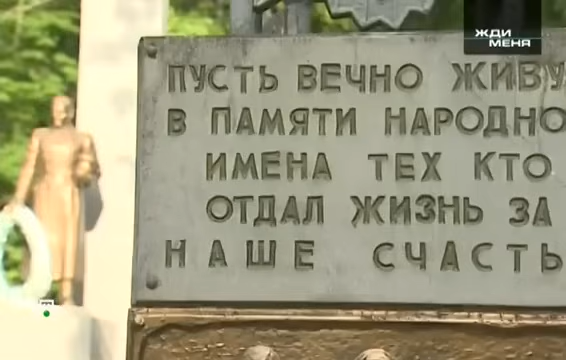 ЖДИ
МЕНЯ
ПУСТЬ ВЕЧНО ЖИВУ
В ПАМЯТИ НАРОДНО
ИМЕНА ТЕХ КТО
ОТДАЛ ЖИЗНЬ ЗА
НАШЕ СЧАСТЬ